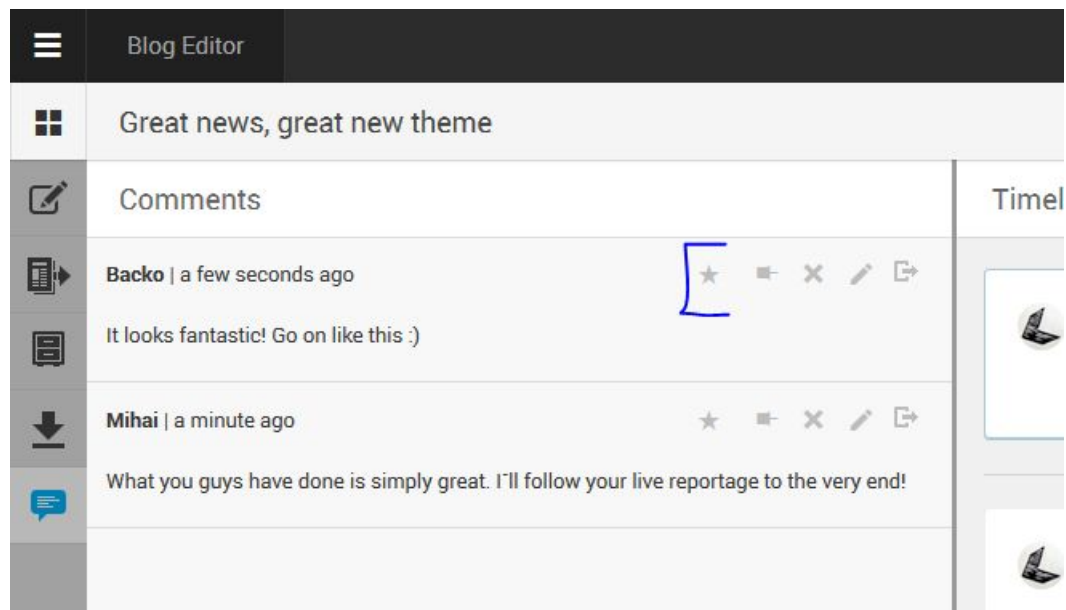 Blog Editor
Great news, great new theme
Comments
Timel
Backo | a few seconds ago
It looks fantastic! Go on like this :)
Mihai | a minute ago
What you guys have done is simply great. I¯ll follow your live reportage to the very end!